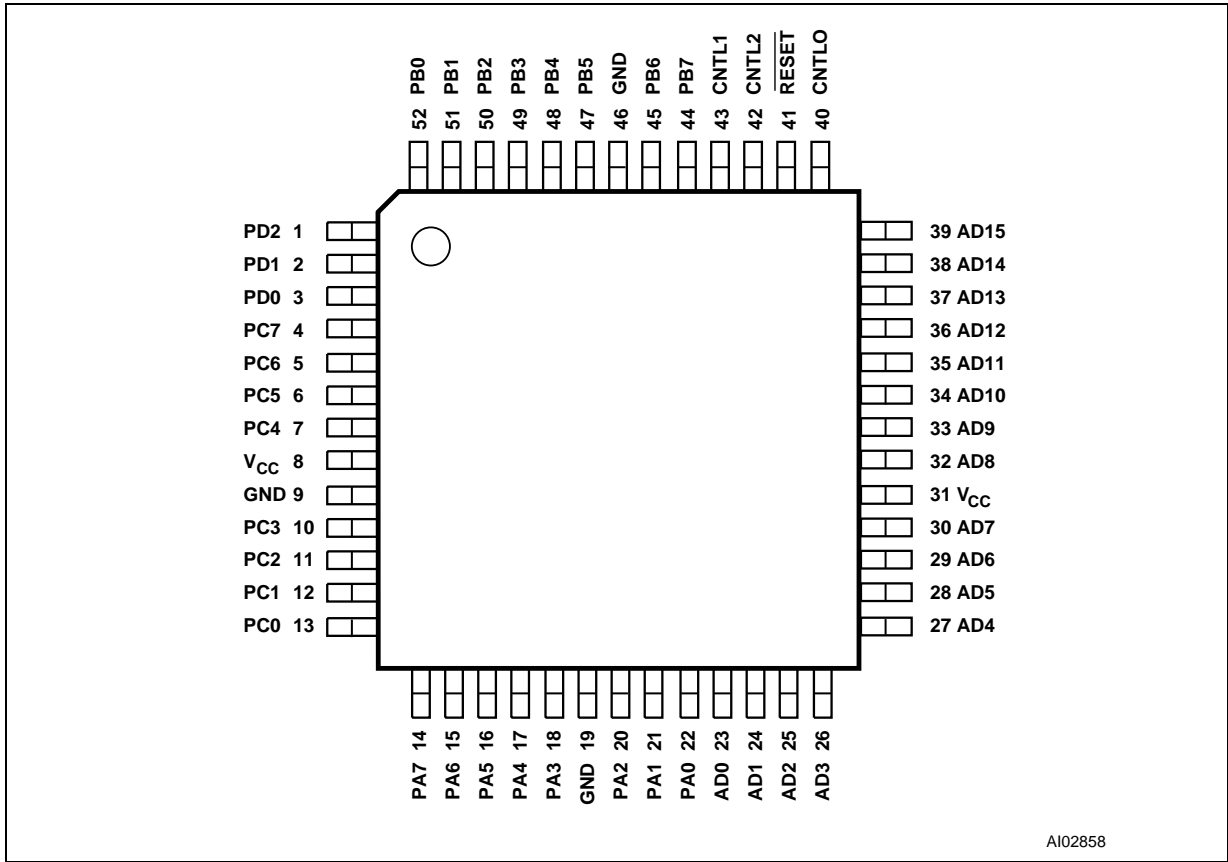 52 PB0
51 PB1
50 PB2
49 PB3
48 PB4
47 PB5
46 GND
45 PB6
44 PB7
43 CNTL1
42 CNTL2
41 RESET
40 CNTL0
PD2 1
PD1 2
PD0 3
PC7 4
PC6 5
PC5 6
PC4 7
VCC 8
GND 9
PC3 10
PC2 11
PC1 12
PC0 13
39 AD15
38 AD14
37 AD13
36 AD12
35 AD11
34 AD10
33 AD9
32 AD8
31 VCC
30 AD7
29 AD6
28 AD5
27 AD4
PA7 14
PA6 15
PA5 16
PA4 17
PA3 18
GND 19
PA2 20
PA1 21
PA0 22
AD0 23
AD1 24
AD2 25
AD3 26
AI02858